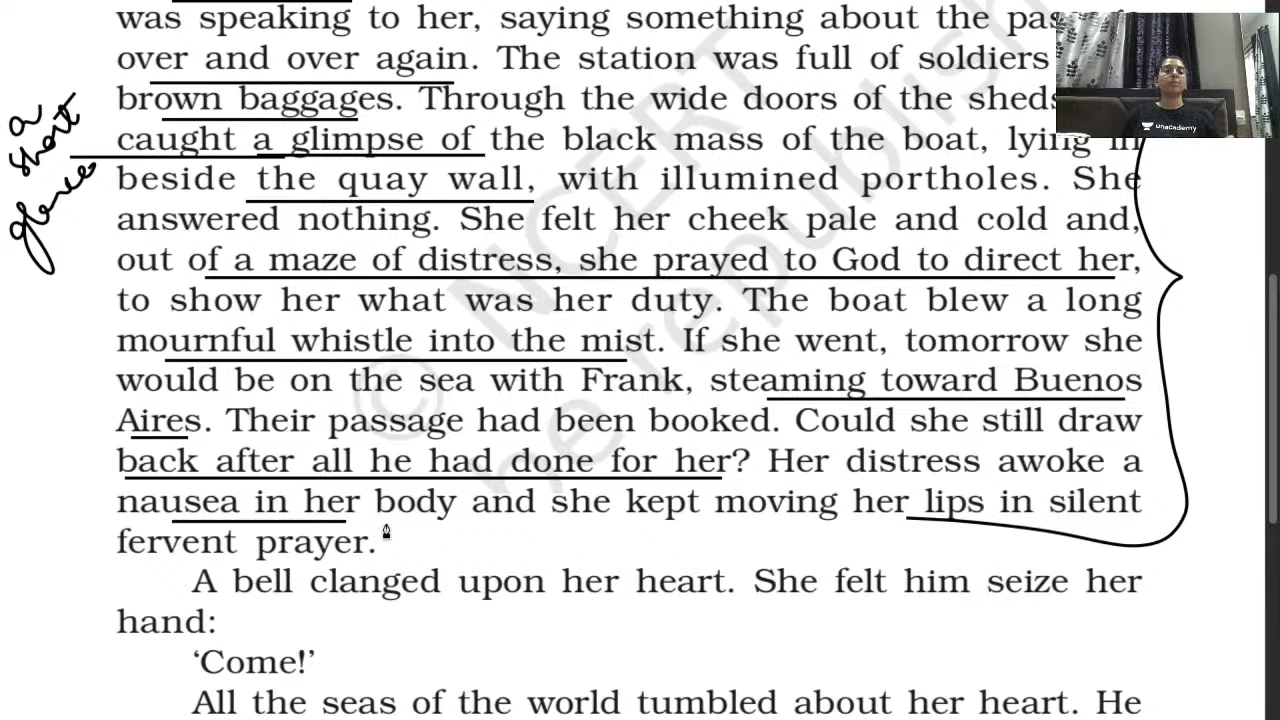 was speaking to her, saying something about the
over and over again. The station was full of soldiers
brown baggages. Through the wide doors of the sheds
caught a glimpse of the black mass of the boat, lying in
beside the quay wall, with illumined portholes. She
answered nothing. She felt her cheek pale and cold and,
out of a maze of distress, she prayed to God to direct her,
to show her what was her duty. The boat blew a long
mournful whistle into the mist. If she went, tomorrow she
would be on the sea with Frank, steaming toward Buenos
Aires. Their passage had been booked. Could she still draw
back after all he had done for her? Her distress awoke a
nausea in her body and she kept moving her lips in silent
fervent prayer.
A bell clanged upon her heart. She felt him seize her
hand:
‘Come!’
All the seas of the world tumbled about her heart. He
a
short
© NCERT
be republish
unacademy